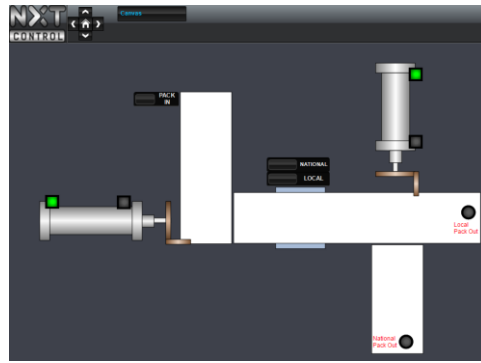 NXT
CONTROL
Canvas
PACK
IN
NATIONAL
LOCAL
Local
Pack Out
National
Pack Out